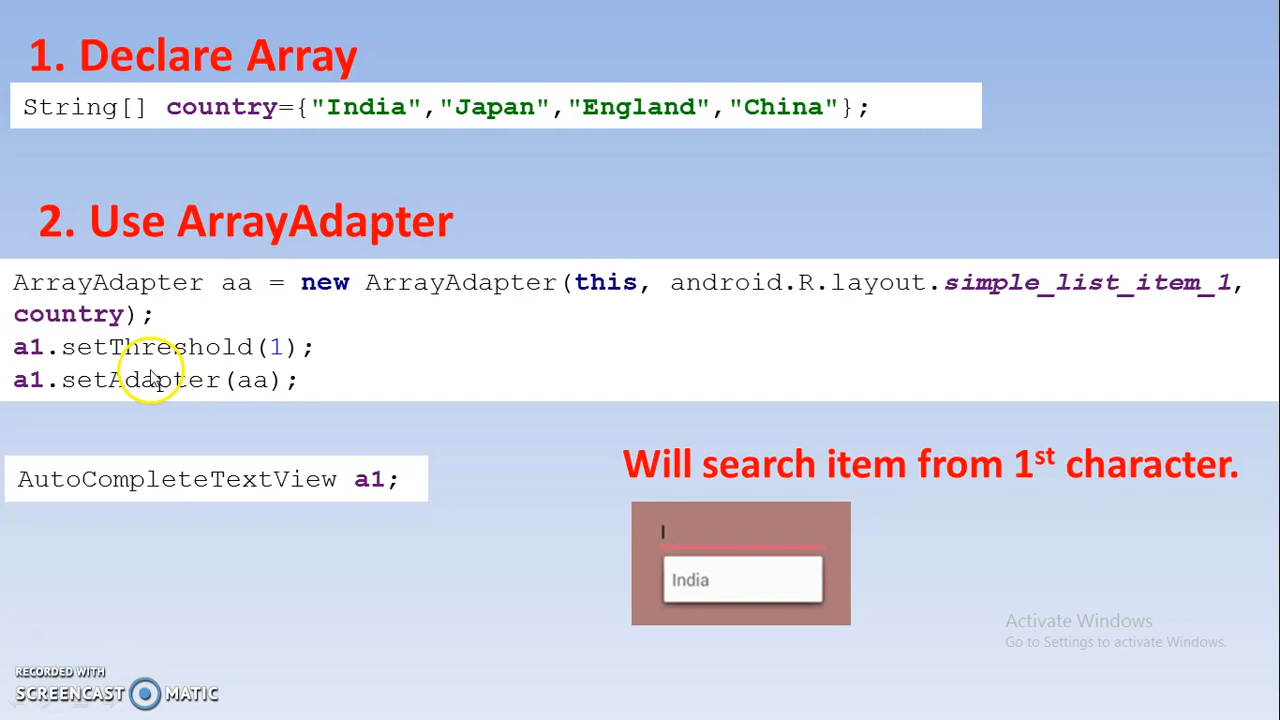 1. Declare Array
String[] country={"India","Japan","England","China"};
2. Use ArrayAdapter
ArrayAdapter aa = new ArrayAdapter(this, android.R.layout.simple_list_item_1,
country);
a1.setThreshold(1);
a1.setAdapter(aa);
AutoCompleteTextView a1;
Will search item from 1st character.
I
India
Activate Windows
Go to Settings to activate Windows.
RECORDED WITH
SCREENCAST MATIC